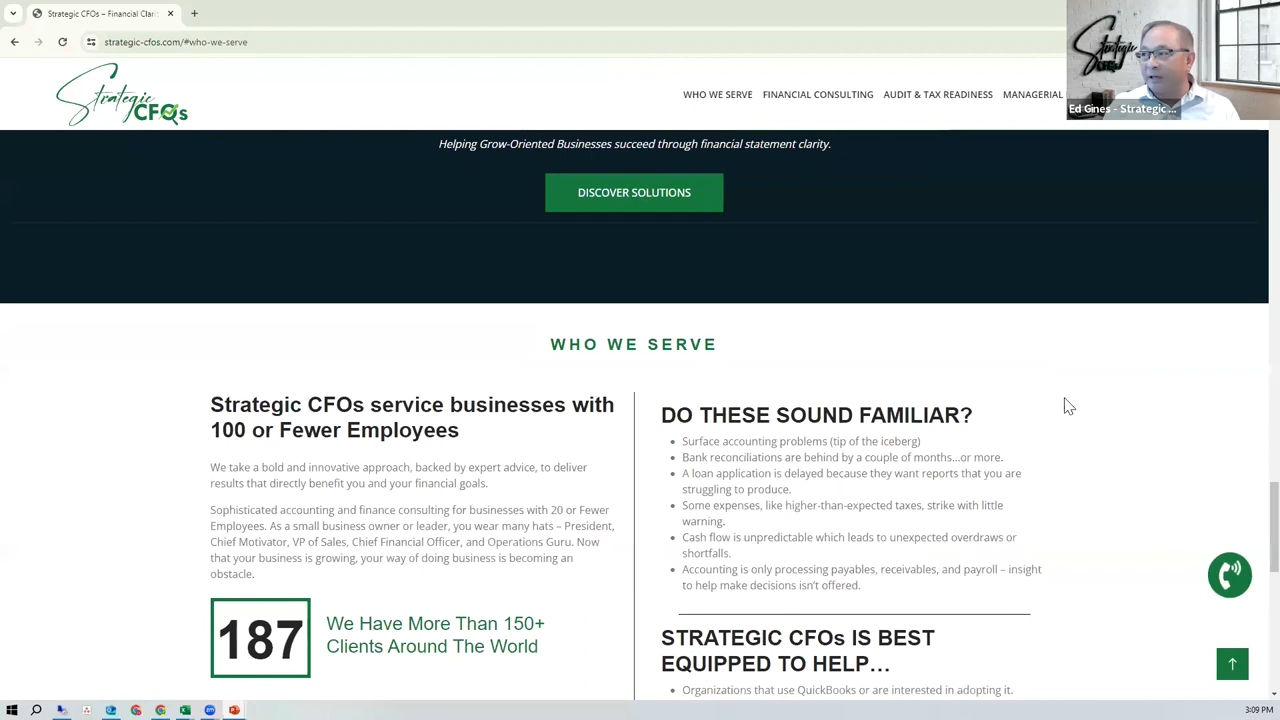 Strategic CFOs – Financial Clari
strategic-cfos.com/#who-we-serve
Strategic
CFOs
WHO WE SERVE FINANCIAL CONSULTING AUDIT & TAX READINESS MANAGERIAL
Strategic
Ed Gines - Strategic ...
Helping Grow-Oriented Businesses succeed through financial statement clarity.
DISCOVER SOLUTIONS
WHO WE SERVE
Strategic CFOs service businesses with
100 or Fewer Employees
We take a bold and innovative approach, backed by expert advice, to deliver
results that directly benefit you and your financial goals.
Sophisticated accounting and finance consulting for businesses with 20 or Fewer
Employees. As a small business owner or leader, you wear many hats – President,
Chief Motivator, VP of Sales, Chief Financial Officer, and Operations Guru. Now
that your business is growing, your way of doing business is becoming an
obstacle.
187
We Have More Than 150+
Clients Around The World
DO THESE SOUND FAMILIAR?
Surface accounting problems (tip of the iceberg)
Bank reconciliations are behind by a couple of months...or more.
A loan application is delayed because they want reports that you are
struggling to produce.
Some expenses, like higher-than-expected taxes, strike with little
warning.
Cash flow is unpredictable which leads to unexpected overdraws or
shortfalls.
Accounting is only processing payables, receivables, and payroll – insight
to help make decisions isn't offered.
STRATEGIC CFOs IS BEST
EQUIPPED TO HELP...
Organizations that use QuickBooks or are interested in adopting it.
3:09 PM